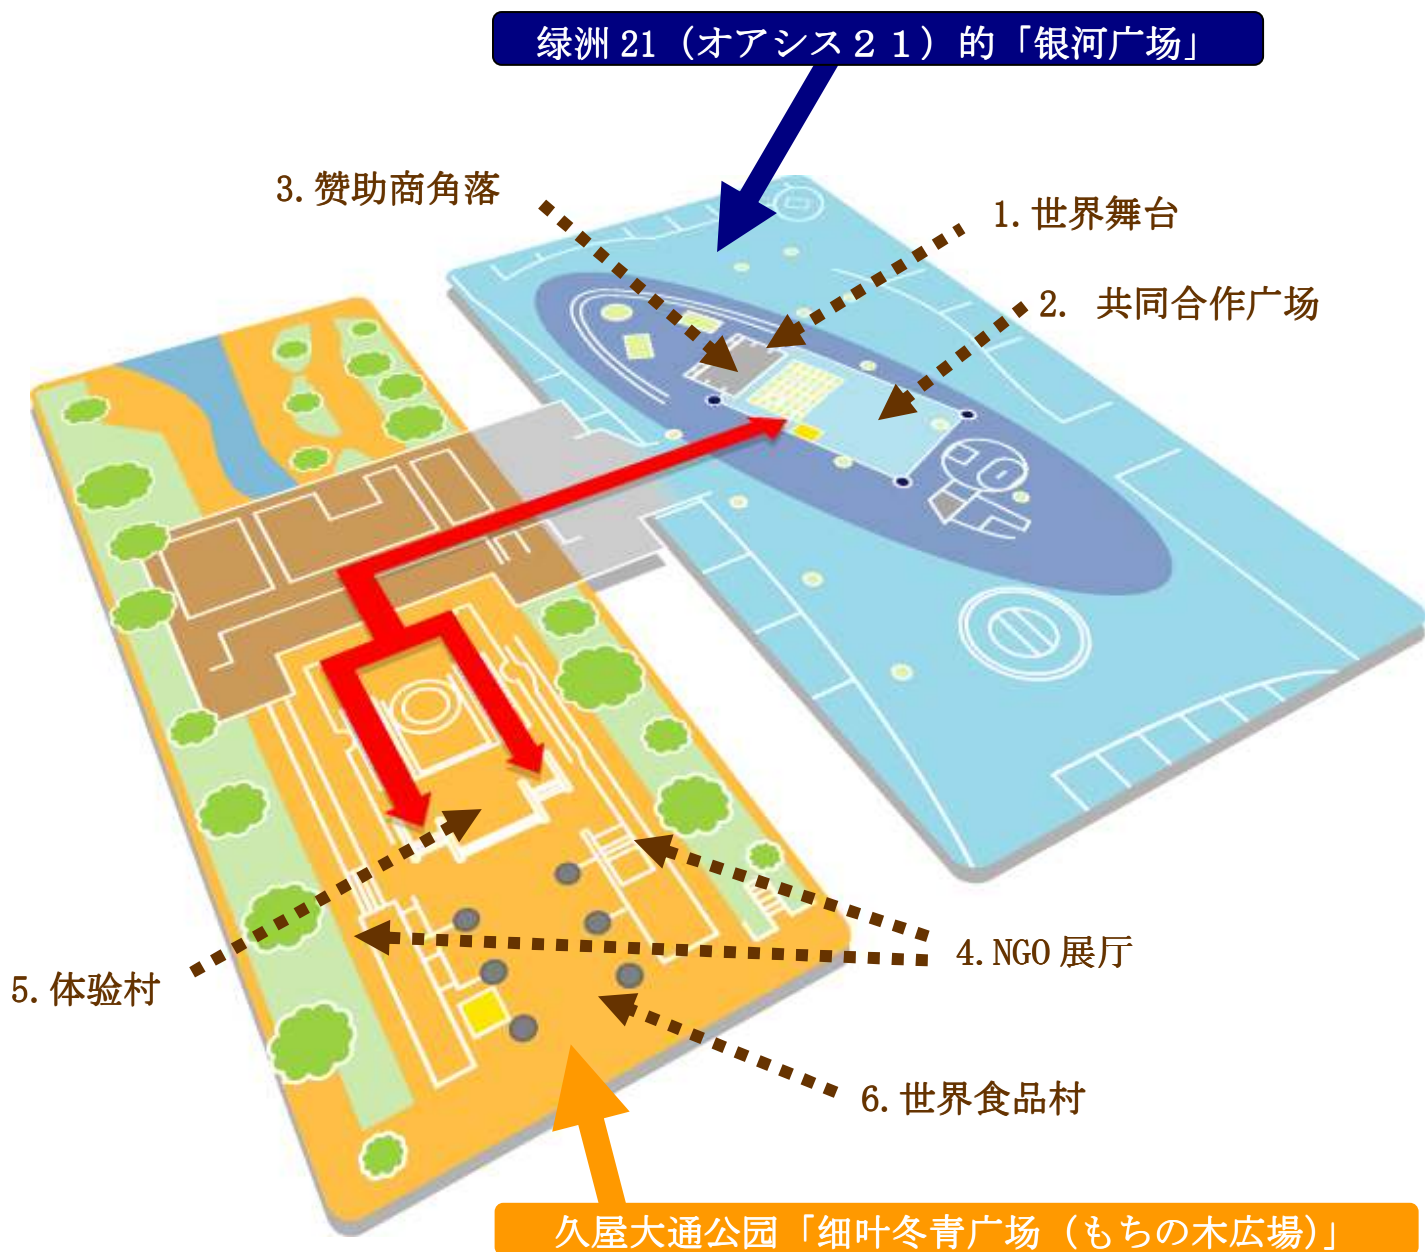 绿洲 21（オアシス２１）的「银河广场」
3. 赞助商角落
1. 世界舞台
2. 共同合作广场
4. NGO 展厅
5. 体验村
6. 世界食品村
久屋大通公园「细叶冬青广场（もちの木広場）」